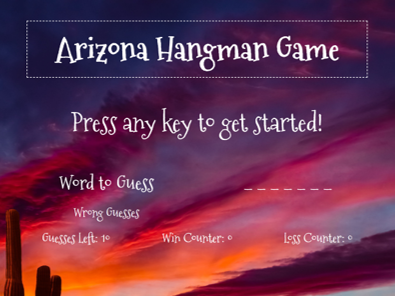 Arizona Hangman Game
Press any key to get started!
Word to Guess _ _ _ _ _ _ _
Wrong Guesses
Guesses Left: 10 Win Counter: 0 Loss Counter: 0